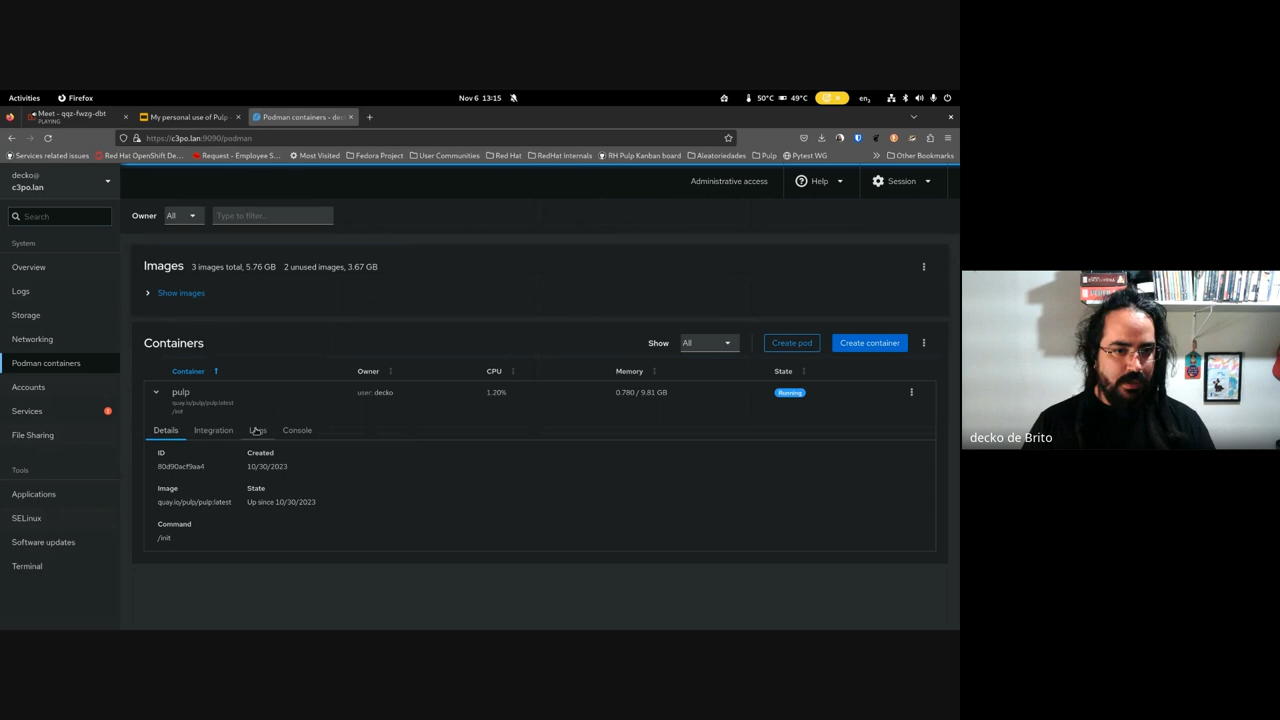 Activities
Firefox
Nov 6 13:15
50°C
49°C
en₂
Meet - qqz-fwzg-dbt
PLAYING
My personal use of Pulp -
Podman containers - dec
https://c3po.lan:9090/podman
Services related issues
Red Hat OpenShift De…
Request - Employee S…
Most Visited
Fedora Project
User Communities
Red Hat
RedHat Internals
RH Pulp Kanban board
Aleatoriedades
Pulp
Pytest WG
Other Bookmarks
decko@
c3po.lan
Administrative access
Help
Session
Search
Owner
All
Type to filter...
System
Overview
Logs
Storage
Networking
Podman containers
Accounts
Services
File Sharing
Tools
Applications
SELinux
Software updates
Terminal
Images
3 images total, 5.76 GB
2 unused images, 3.67 GB
Show images
Containers
Show
All
Create pod
Create container
Container
Owner
CPU
Memory
State
pulp
quay.io/pulp/pulp:latest
/init
user: decko
1.20%
0.780 / 9.81 GB
Running
Details
Integration
Logs
Console
ID
80d90acf9aa4
Created
10/30/2023
Image
quay.io/pulp/pulp:latest
State
Up since 10/30/2023
Command
/init
decko de Brito